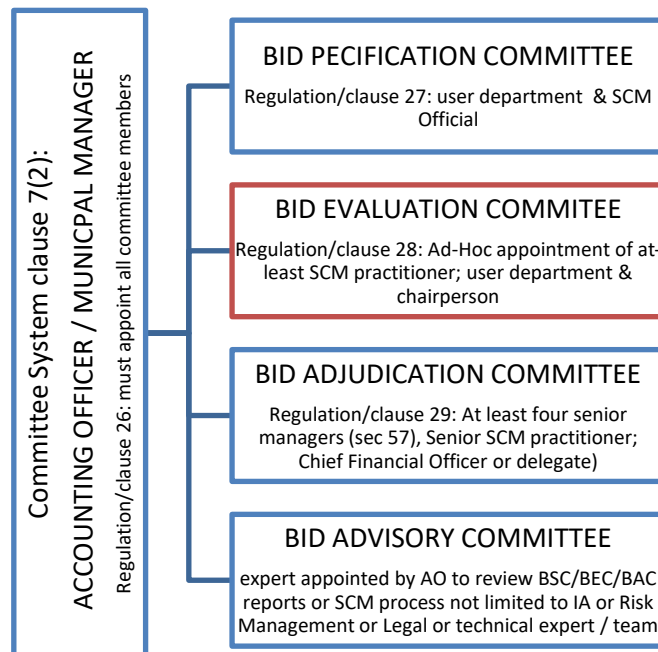 Committee System clause 7(2):
ACCOUNTING OFFICER / MUNICPAL MANAGER
Regulation/clause 26: must appoint all committee members
BID PECIFICATION COMMITTEE
Regulation/clause 27: user department & SCM
Official
BID EVALUATION COMMITEE
Regulation/clause 28: Ad-Hoc appointment of at-
least SCM practitioner; user department &
chairperson
BID ADJUDICATION COMMITTEE
Regulation/clause 29: At least four senior
managers (sec 57), Senior SCM practitioner;
Chief Financial Officer or delegate)
BID ADVISORY COMMITTEE
expert appointed by AO to review BSC/BEC/BAC
reports or SCM process not limited to IA or Risk
Management or Legal or technical expert / team